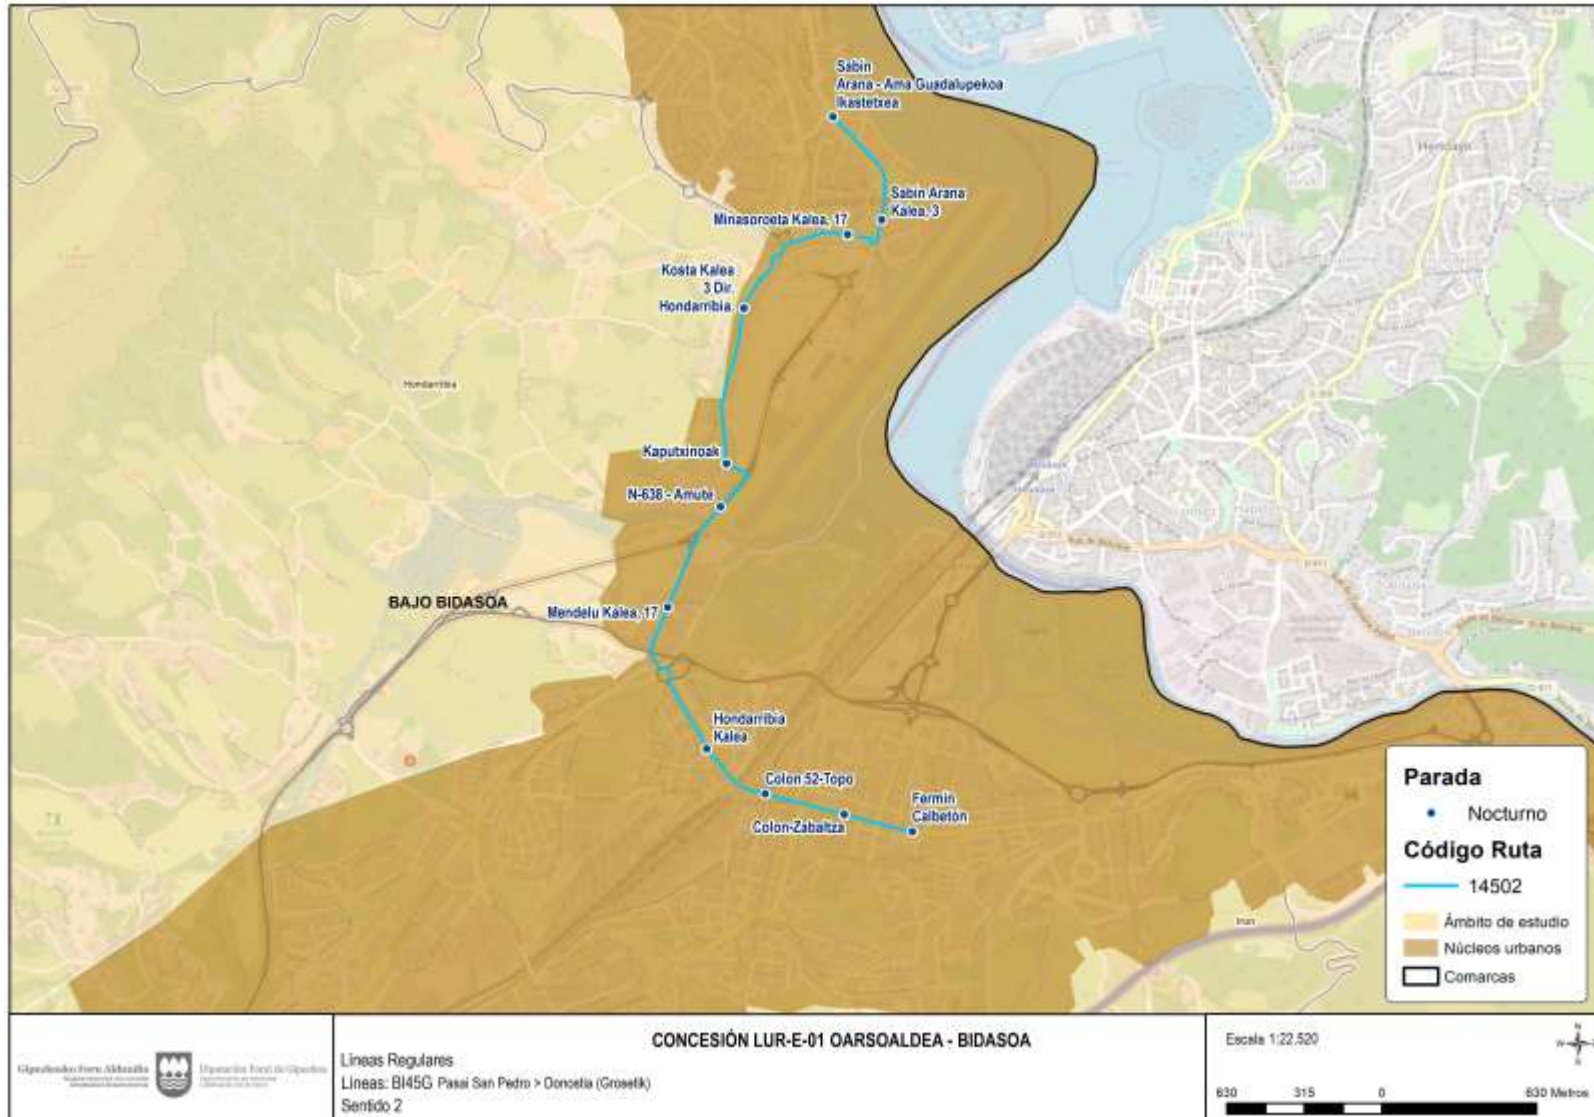 Sabin
Arana - Ama Guadalupekoa
Ikastetxea
Sabin Arana
Kalea, 3
Minasoroeta Kalea, 17
Kosta Kalea
3 Dir.
Hondarribia
Hondarribia
Kaputxinoak
N-638 - Amute
BAJO BIDASOA
Mendelu Kalea, 17
Hondarribia
Kalea
Colon 52-Topo
Colon-Zabaltza
Fermin
Calbetón
Hendaye
Irun
Parada
Nocturno
Código Ruta
14502
Ámbito de estudio
Núcleos urbanos
Comarcas
Gipuzkoako Foru Aldundia
Diputación Foral de Gipuzkoa
CONCESIÓN LUR-E-01 OARSOALDEA - BIDASOA
Líneas Regulares
Líneas: BI45G Pasai San Pedro > Donostia (Grosetik)
Sentido 2
Escala 1:22.520
630 315 0 630 Metros
N
W
S